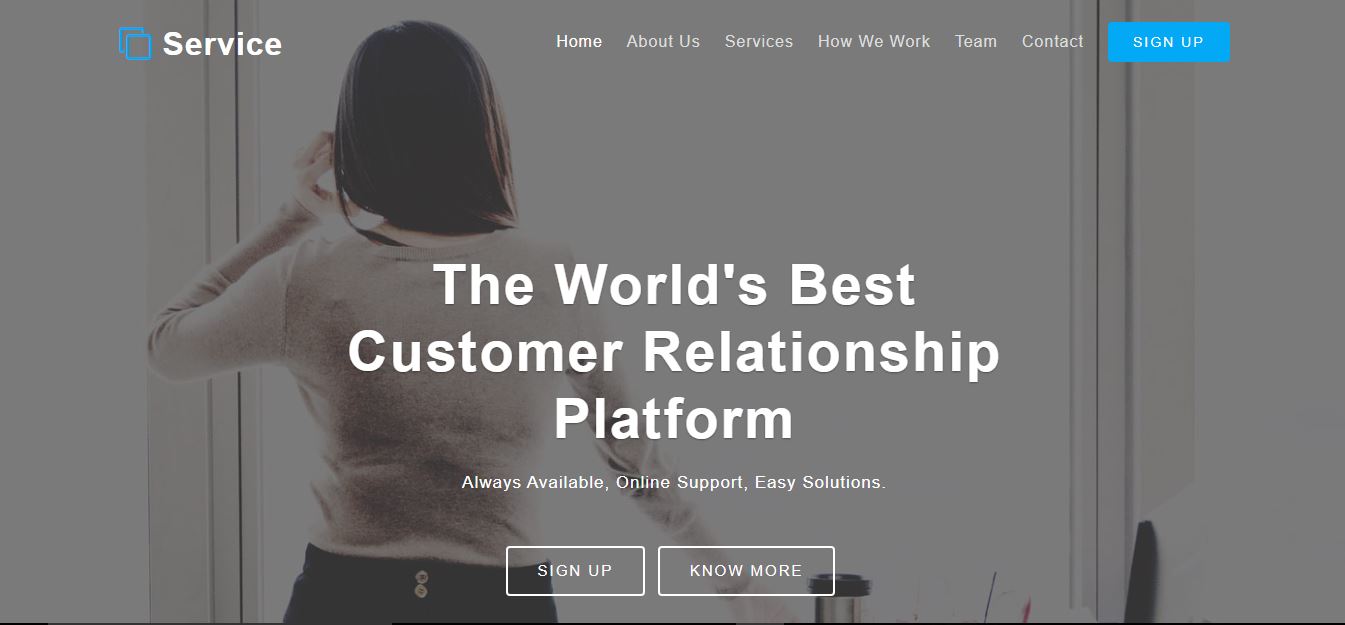 Service
Home About Us Services How We Work Team Contact SIGN UP
The World's Best
Customer Relationship
Platform
Always Available, Online Support, Easy Solutions.
SIGN UP KNOW MORE